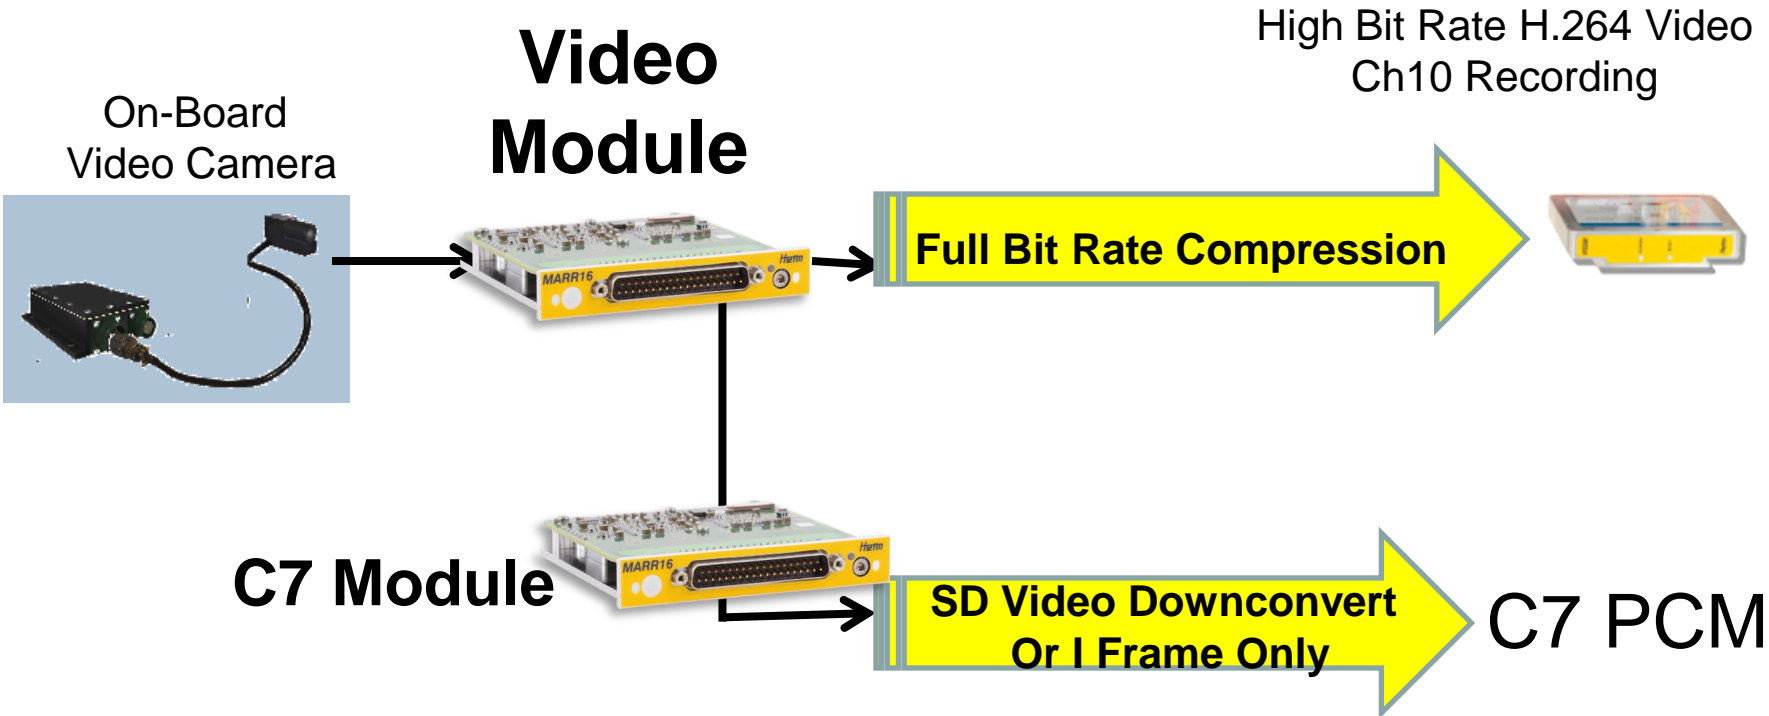 High Bit Rate H.264 Video
Ch10 Recording
Video
Module
On-Board
Video Camera
Full Bit Rate Compression
MARR16
MARR16
C7 Module
SD Video Downconvert
Or I Frame Only
C7 PCM